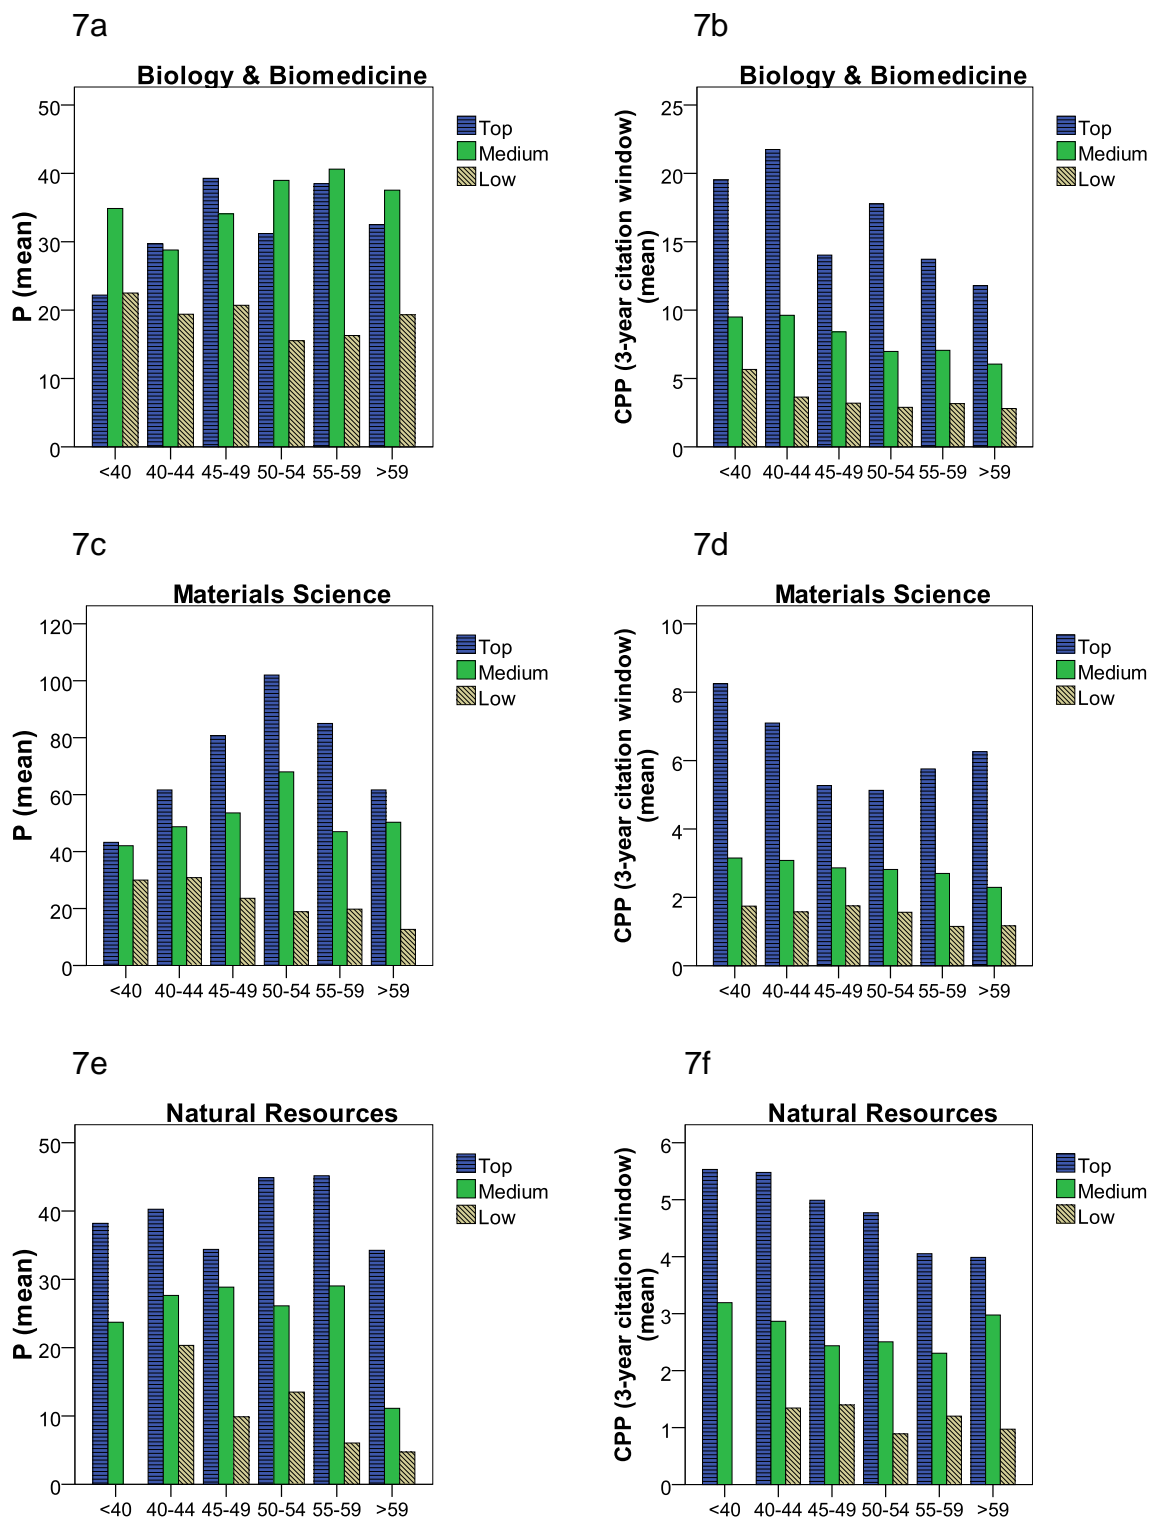 7a
Biology & Biomedicine
P (mean)
50
40
30
20
10
0
<40 40-44 45-49 50-54 55-59 >59
Top
Medium
Low
7b
Biology & Biomedicine
CPP (3-year citation window)
(mean)
25
20
15
10
5
0
<40 40-44 45-49 50-54 55-59 >59
Top
Medium
Low
7c
Materials Science
P (mean)
120
100
80
60
40
20
0
<40 40-44 45-49 50-54 55-59 >59
Top
Medium
Low
7d
Materials Science
CPP (3-year citation window)
(mean)
10
8
6
4
2
0
<40 40-44 45-49 50-54 55-59 >59
Top
Medium
Low
7e
Natural Resources
P (mean)
50
40
30
20
10
0
<40 40-44 45-49 50-54 55-59 >59
Top
Medium
Low
7f
Natural Resources
CPP (3-year citation window)
(mean)
6
5
4
3
2
1
0
<40 40-44 45-49 50-54 55-59 >59
Top
Medium
Low